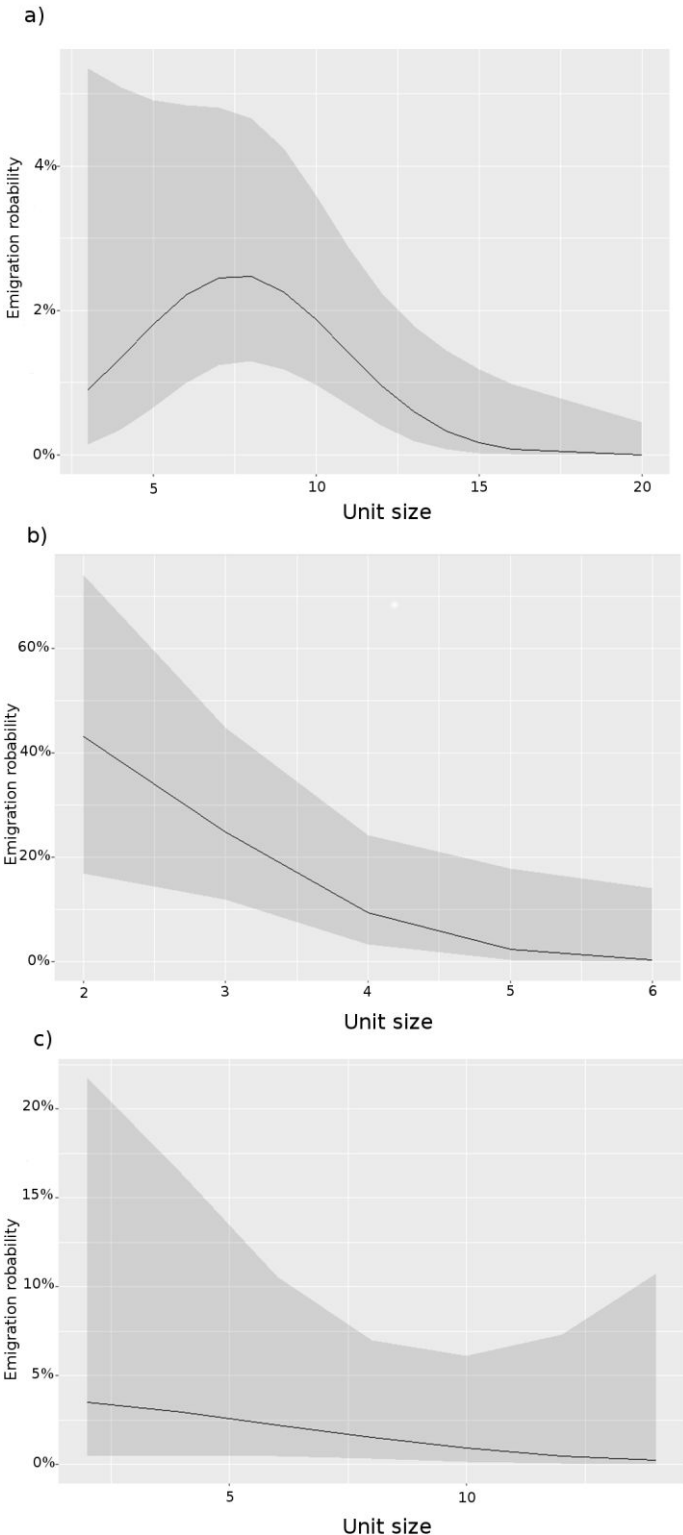 a)
Emigration robability
4%
2%
0%
5 10 15 20
Unit size
b)
Emigration robability
60%
40%
20%
0%
2 3 4 5 6
Unit size
c)
Emigration robability
20%
15%
10%
5%
0%
5 10
Unit size